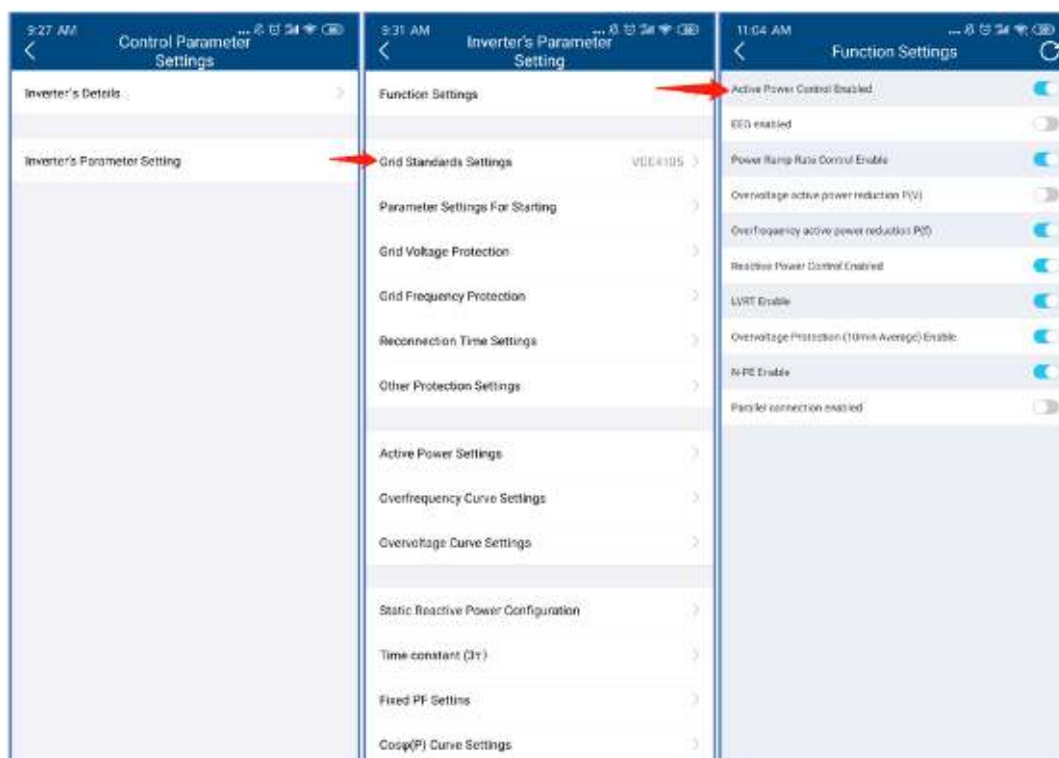 9:27 AM
Control Parameter
Settings
Inverter's Details
Inverter's Parameter Setting
9:31 AM
Inverter's Parameter
Setting
Function Settings
Grid Standards Settings VDE4105
Parameter Settings For Starting
Grid Voltage Protection
Grid Frequency Protection
Reconnection Time Settings
Other Protection Settings
Active Power Settings
Overfrequency Curve Settings
Overvoltage Curve Settings
Static Reactive Power Configuration
Time constant (3τ)
Fixed PF Settins
Cosφ(P) Curve Settings
11:04 AM
Function Settings
Active Power Control Enabled
EEG enabled
Power Ramp Rate Control Enable
Overvoltage active power reduction P(V)
Overfrequency active power reduction P(f)
Reactive Power Control Enabled
LVRT Enable
Overvoltage Protection (10min Average) Enable
N-PE Enable
Parallel connection enabled